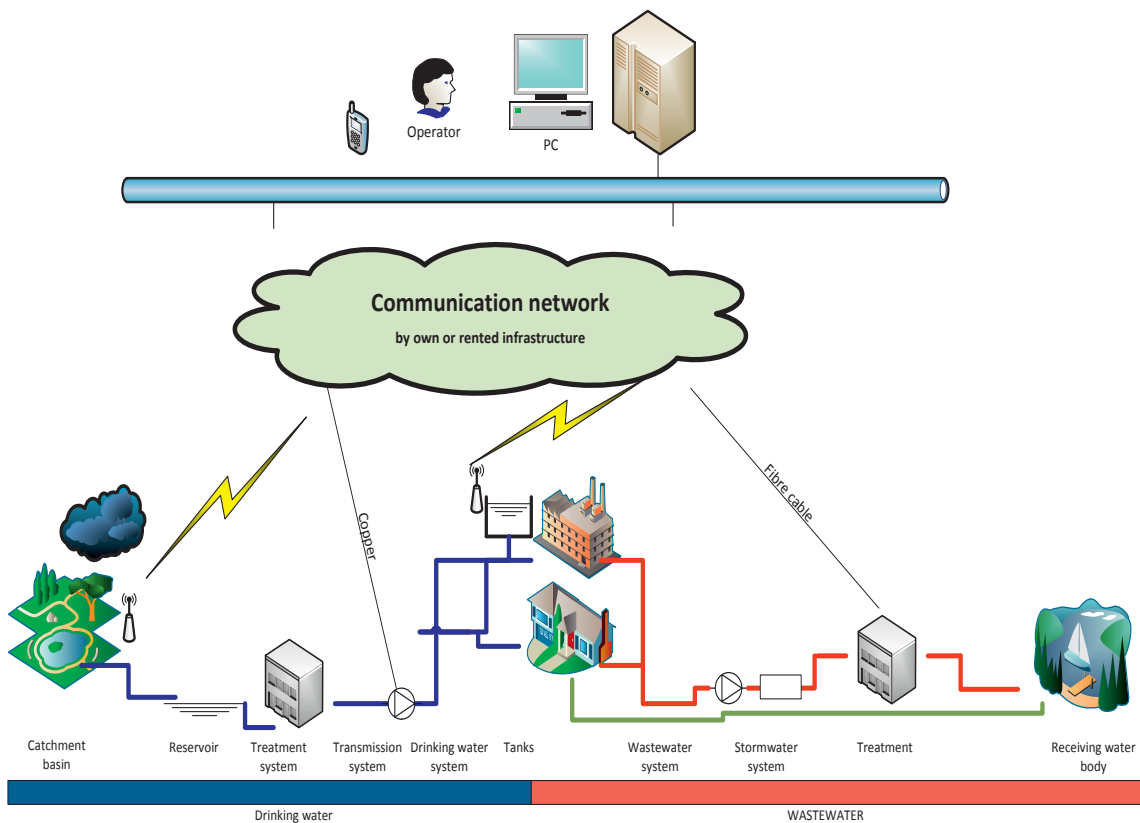 Operator
PC
Communication network
by own or rented infrastructure
Copper
Fibre cable
Catchment
basin
Reservoir
Treatment
system
Transmission
system
Drinking water
system
Tanks
Wastewater
system
Stormwater
system
Treatment
Receiving water
body
Drinking water
WASTEWATER